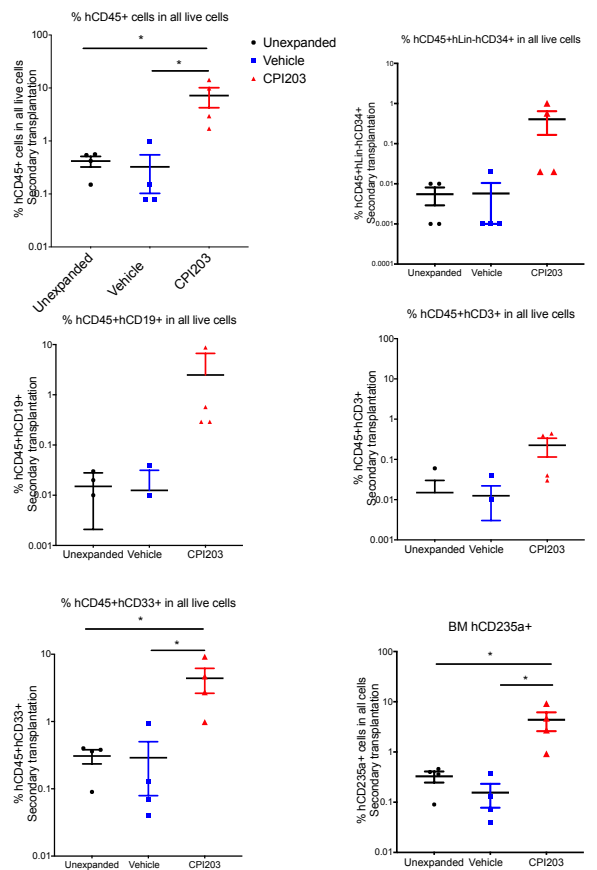 % hCD45+ cells in all live cells
% hCD45+ cells in all live cells
Secondary transplantation
100
10
1
0.1
0.01
*
*
Unexpanded
Vehicle
CPI203
Unexpanded
Vehicle
CPI203
% hCD45+hLin-hCD34+ in all live cells
% hCD45+hLin-hCD34+
Secondary transplantation
10
1
0.1
0.01
0.001
0.0001
Unexpanded Vehicle CPI203
% hCD45+hCD19+ in all live cells
% hCD45+hCD19+
Secondary transplantation
10
1
0.1
0.01
0.001
Unexpanded Vehicle CPI203
% hCD45+hCD3+ in all live cells
% hCD45+hCD3+
Secondary transplantation
100
10
1
0.1
0.01
0.001
Unexpanded Vehicle CPI203
% hCD45+hCD33+ in all live cells
% hCD45+hCD33+
Secondary transplantation
10
1
0.1
0.01
*
*
Unexpanded Vehicle CPI203
BM hCD235a+
% hCD235a+ cells in all cells
Secondary transplantation
100
10
1
0.1
0.01
*
*
Unexpanded Vehicle CPI203